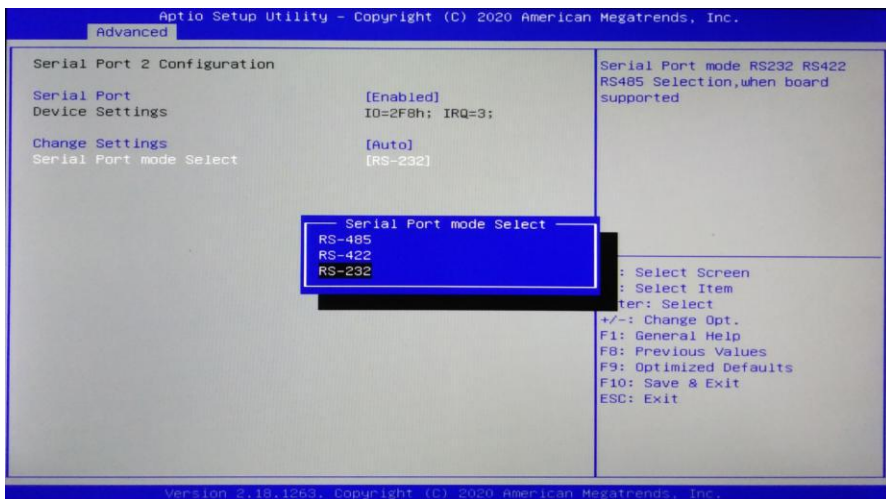 Aptio Setup Utility – Copyright (C) 2020 American Megatrends, Inc.
Advanced
Serial Port 2 Configuration
Serial Port [Enabled]
Device Settings IO=2F8h; IRQ=3;
Change Settings [Auto]
Serial Port mode Select [RS-232]
Serial Port mode RS232 RS422
RS485 Selection,when board
supported
Serial Port mode Select
RS-485
RS-422
RS-232
: Select Screen
: Select Item
ter: Select
+/-: Change Opt.
F1: General Help
F8: Previous Values
F9: Optimized Defaults
F10: Save & Exit
ESC: Exit
Version 2.18.1263. Copyright (C) 2020 American Megatrends, Inc.